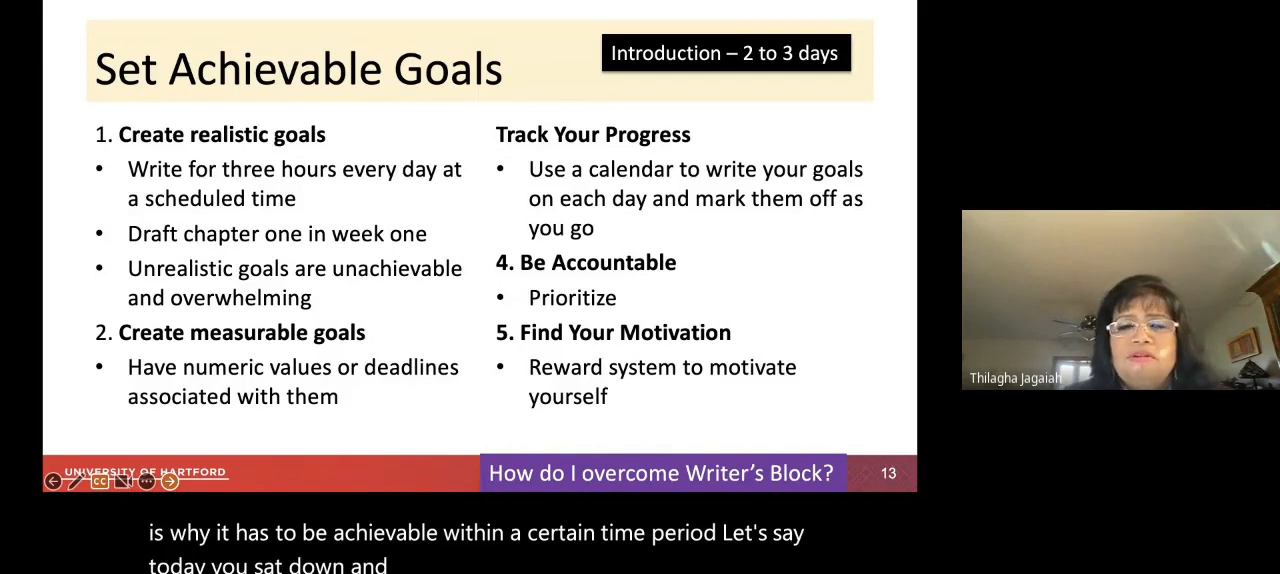 Set Achievable Goals
Introduction – 2 to 3 days
1. Create realistic goals
• Write for three hours every day at
a scheduled time
• Draft chapter one in week one
• Unrealistic goals are unachievable
and overwhelming
2. Create measurable goals
• Have numeric values or deadlines
associated with them
Track Your Progress
• Use a calendar to write your goals
on each day and mark them off as
you go
4. Be Accountable
• Prioritize
5. Find Your Motivation
• Reward system to motivate
yourself
UNIVERSITY OF HARTFORD
CC
How do I overcome Writer's Block?
13
Thilagha Jagaiah
is why it has to be achievable within a certain time period Let's say
today you sat down and